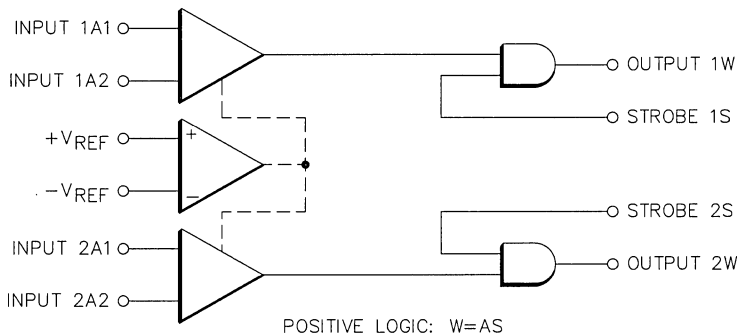 INPUT 1A1
INPUT 1A2
OUTPUT 1W
STROBE 1S
+VREF
+
-VREF
−
STROBE 2S
INPUT 2A1
OUTPUT 2W
INPUT 2A2
POSITIVE LOGIC: W=AS